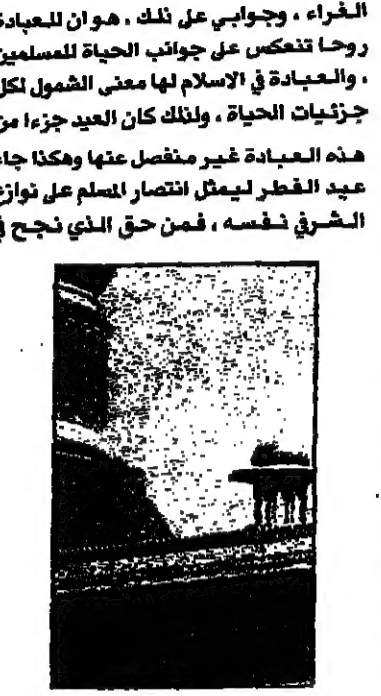 الغراء ، وجوابي على ذلك ، هو ان للعبادة
روحا تنعكس على جوانب الحياة للمسلمين
، والعبادة في الاسلام لها معنى الشمول لكل
جزئيات الحياة ، ولذلك كان العيد جزءا من
هذه العبادة غير منفصل عنها وهكذا جاء
عيد الفطر ليمثل انتصار المسلم على نوازع
الشر في نفسه ، فمن حق الذي نجح في